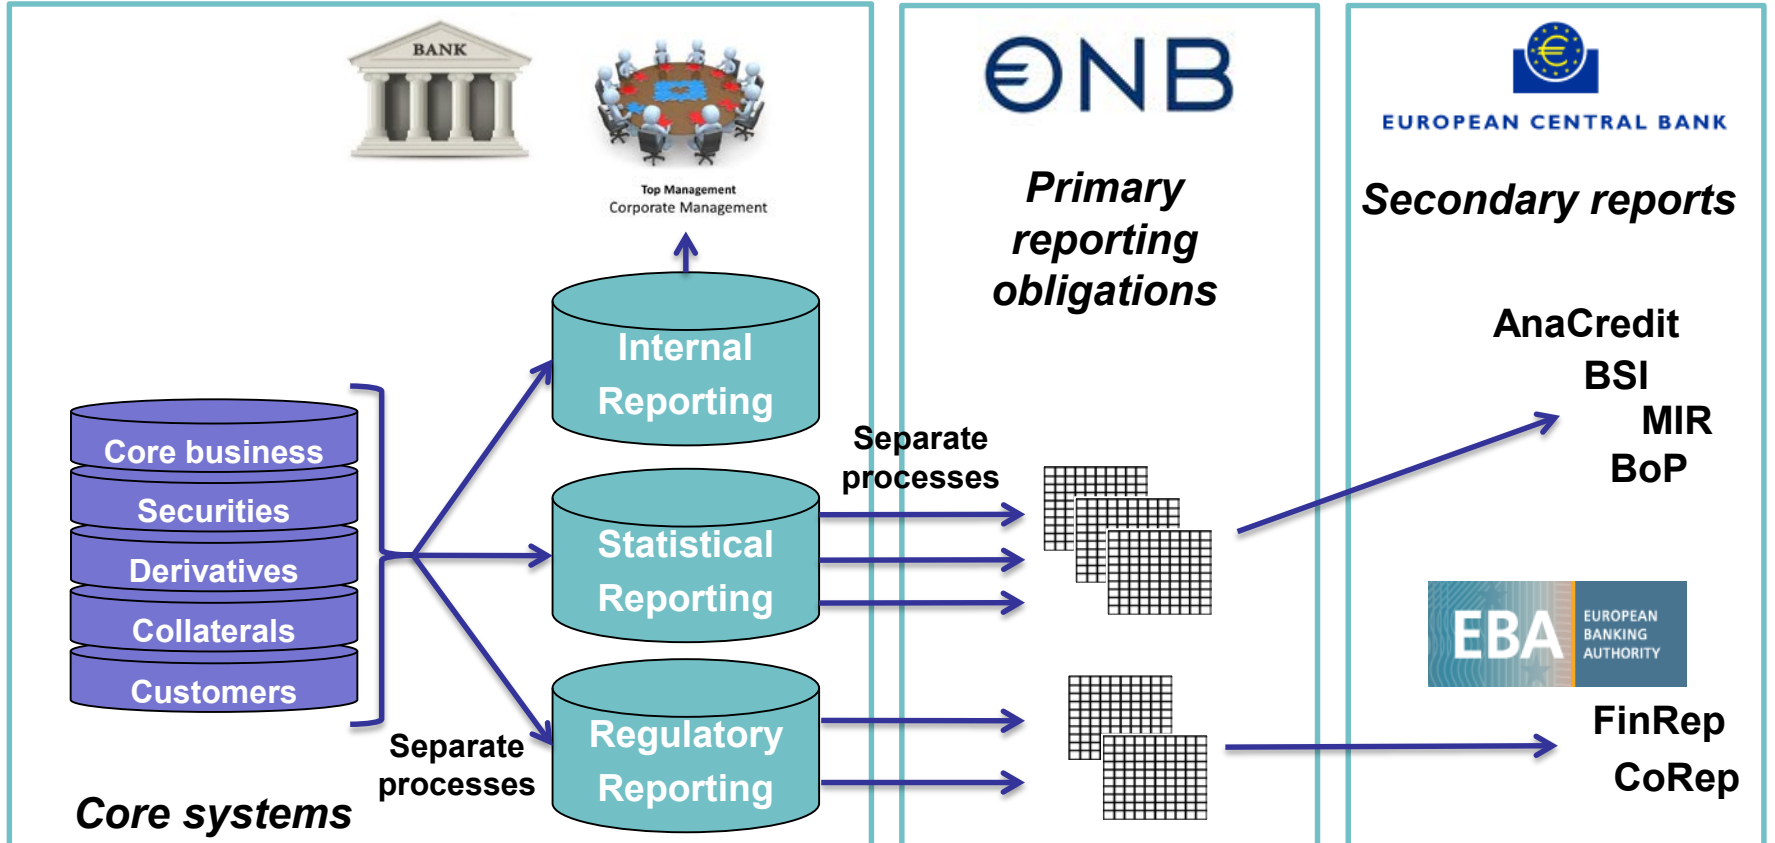 BANK
Top Management
Corporate Management
Internal
Reporting
Core business
Securities
Derivatives
Collaterals
Customers
Statistical
Reporting
Regulatory
Reporting
Separate
processes
Core systems
Separate
processes
€NB
Primary
reporting
obligations
€
EUROPEAN CENTRAL BANK
Secondary reports
AnaCredit
BSI
MIR
BoP
EBA
EUROPEAN
BANKING
AUTHORITY
FinRep
CoRep